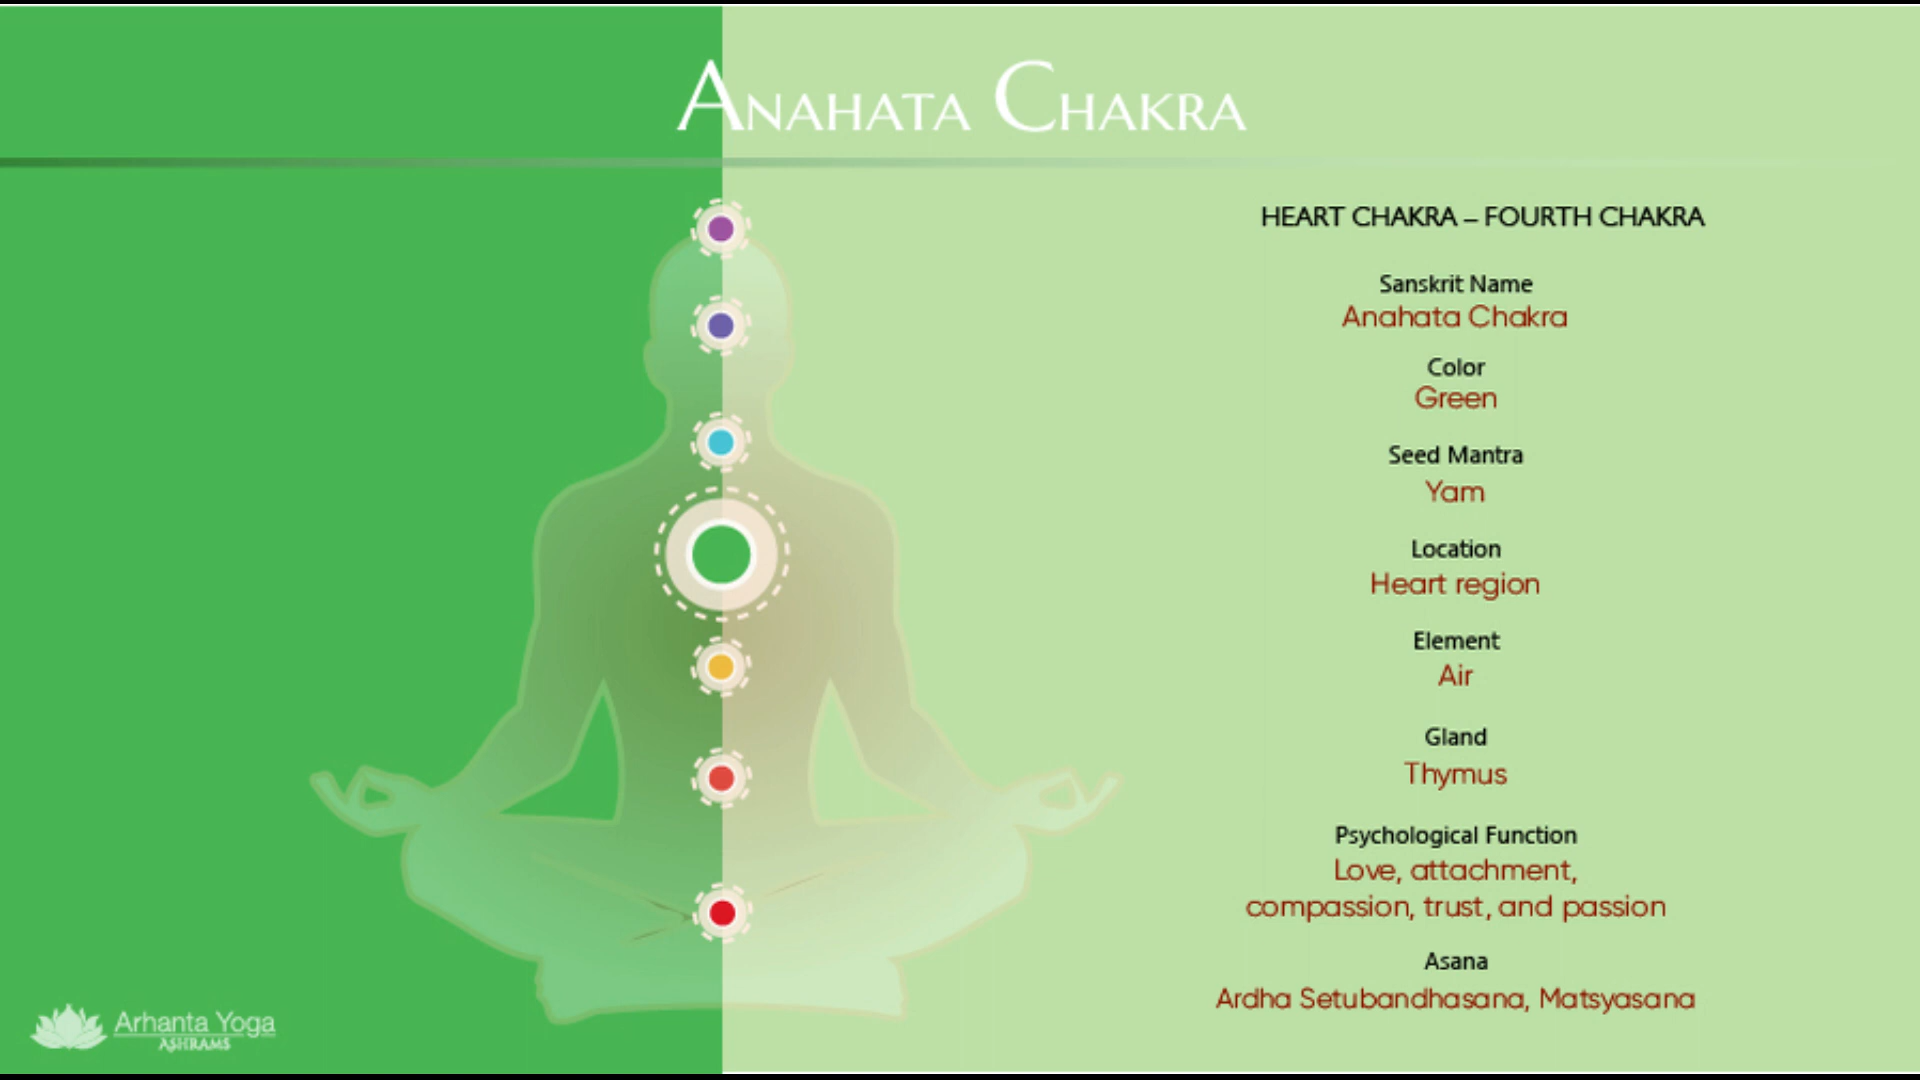 ANAHATA CHAKRA
HEART CHAKRA – FOURTH CHAKRA
Sanskrit Name
Anahata Chakra
Color
Green
Seed Mantra
Yam
Location
Heart region
Element
Air
Gland
Thymus
Psychological Function
Love, attachment,
compassion, trust, and passion
Asana
Ardha Setubandhasana, Matsyasana
Arhanta Yoga
ASHRAMS